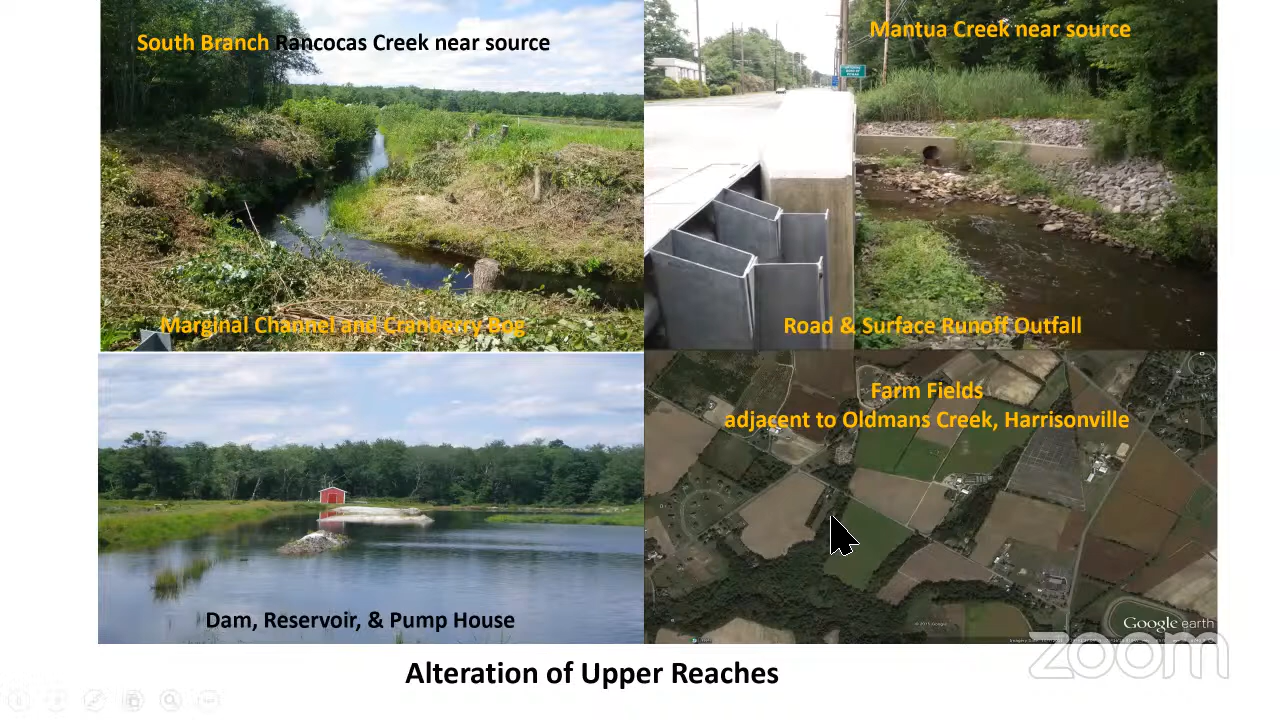 South Branch Rancocas Creek near source
Marginal Channel and Cranberry Bog
Mantua Creek near source
Road & Surface Runoff Outfall
Dam, Reservoir, & Pump House
Farm Fields
adjacent to Oldmans Creek, Harrisonville
Google earth
Alteration of Upper Reaches
zoom